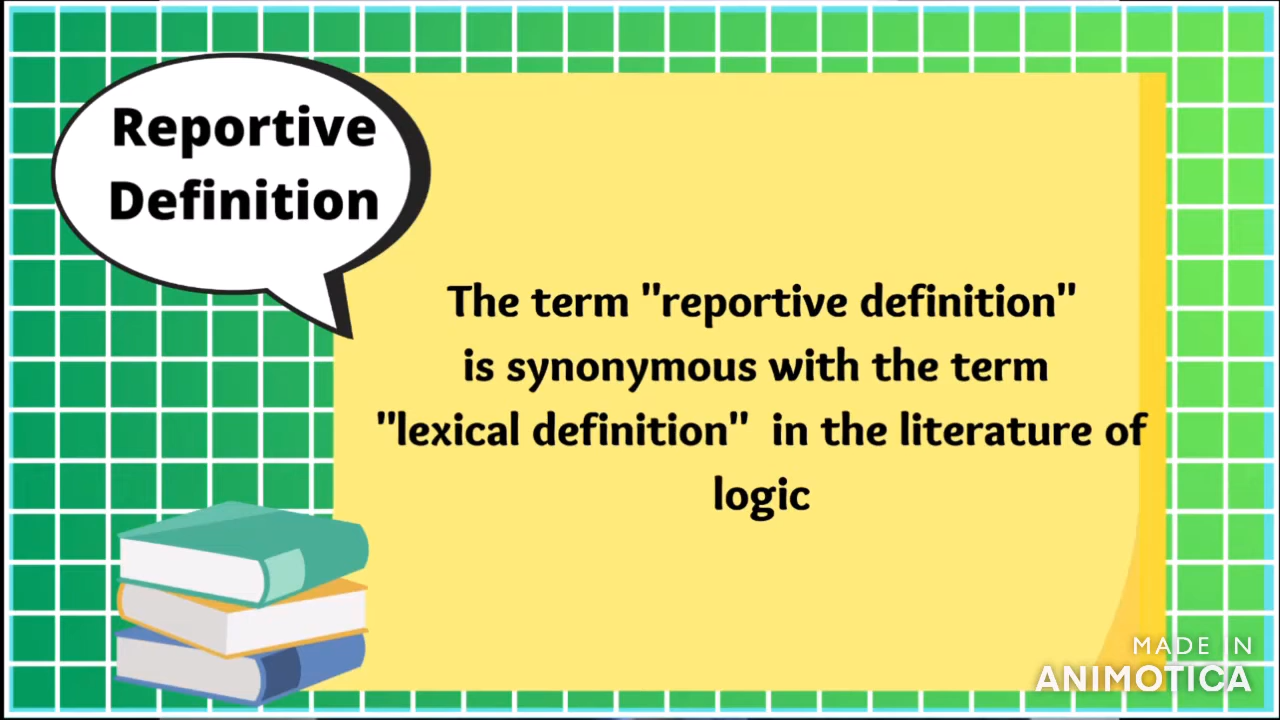 Reportive
Definition
The term "reportive definition"
is synonymous with the term
"lexical definition"  in the literature of
logic
MADE IN
ANIMOTICA